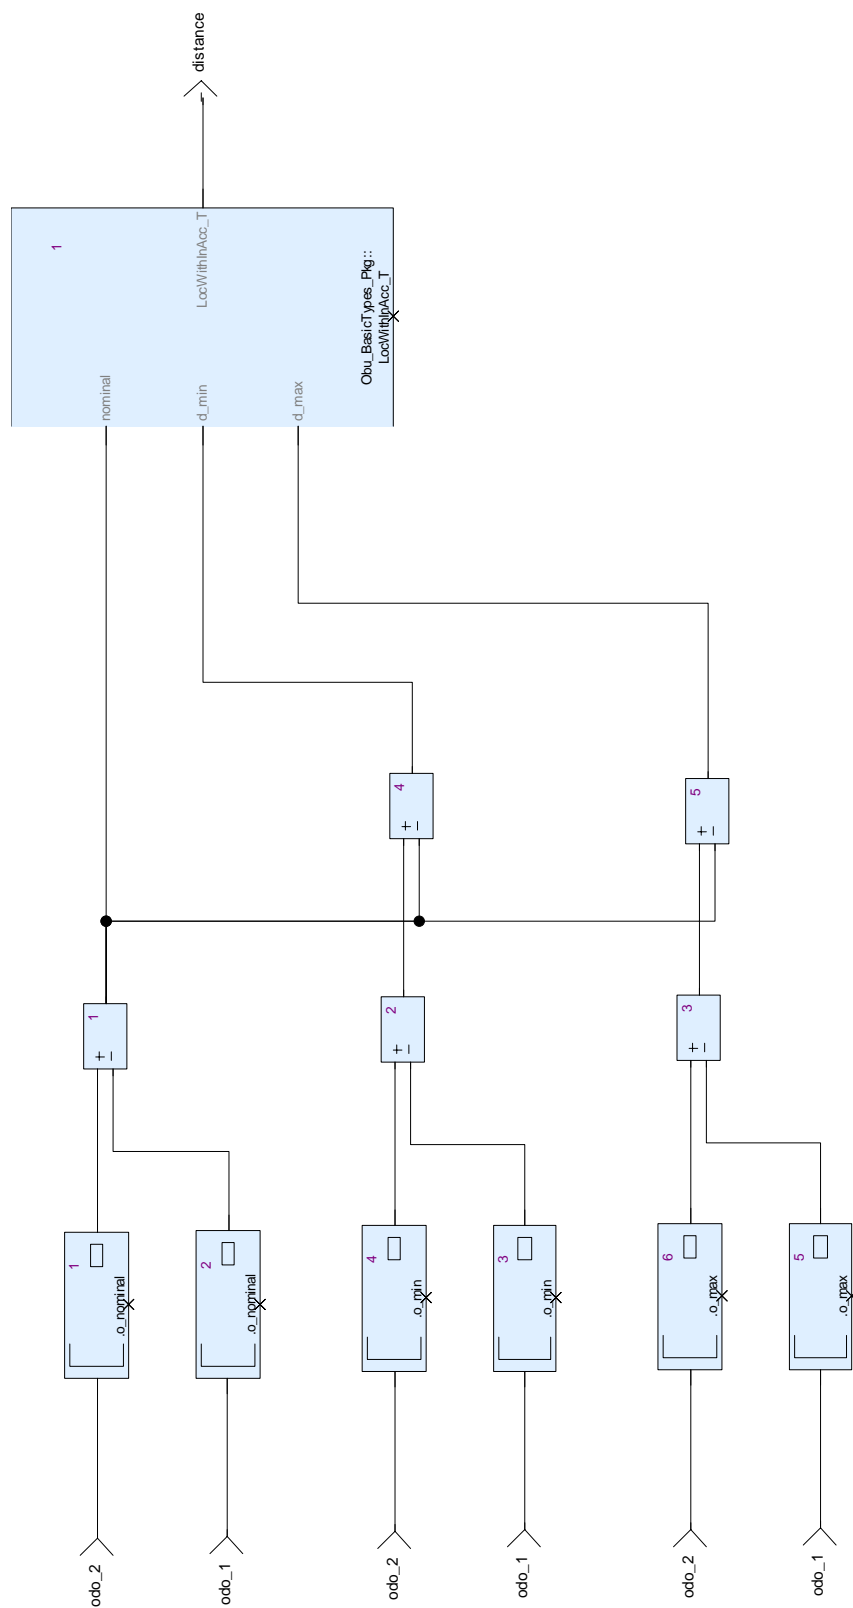 distance
1
LocWithInAcc_T
Obu_BasicTypes_Pkg::
LocWithInAcc_T
nominal
d_min
d_max
4
+
−
5
+
−
1
+
−
2
+
−
3
+
−
1
.o_nominal
2
.o_nominal
4
.o_min
3
.o_min
6
.o_max
5
.o_max
odo_2
odo_1
odo_2
odo_1
odo_2
odo_1